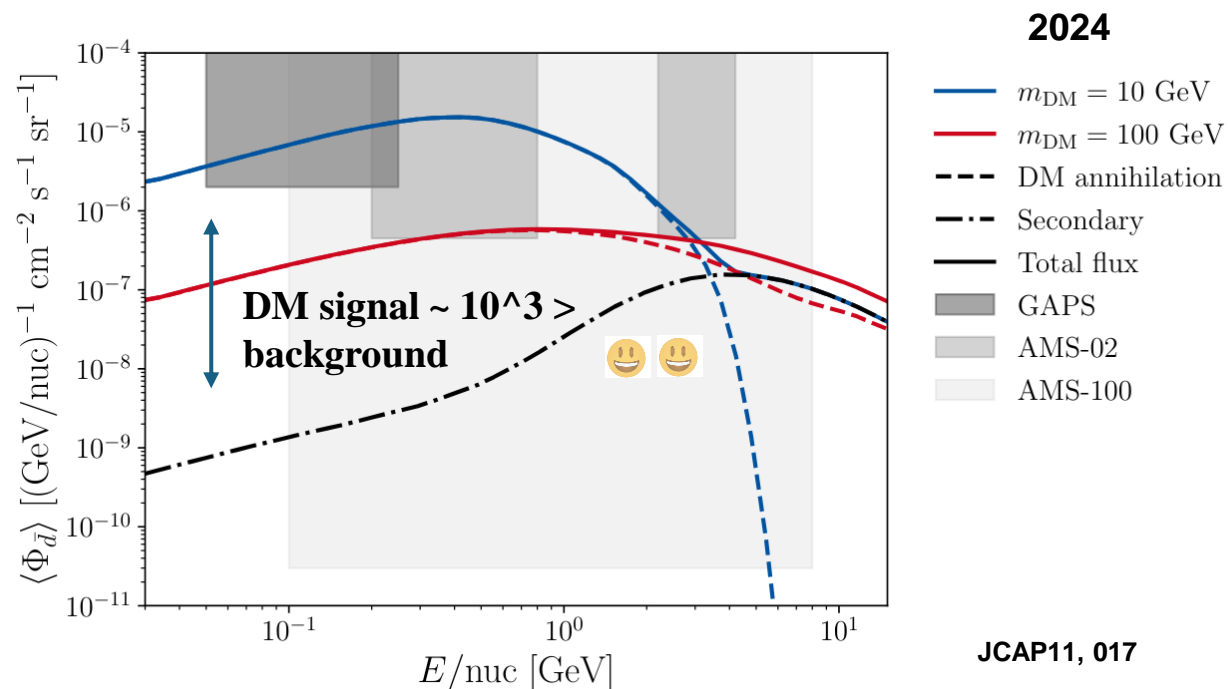 2024
10^-4
10^-5
10^-6
10^-7
10^-8
10^-9
10^-10
10^-11
⟨Φ_d̄⟩ [(GeV/nuc)^-1 cm^-2 s^-1 sr^-1]
DM signal ~ 10^3 >
background
10^-1
10^0
10^1
E/nuc [GeV]
m_DM = 10 GeV
m_DM = 100 GeV
DM annihilation
Secondary
Total flux
GAPS
AMS-02
AMS-100
JCAP11, 017